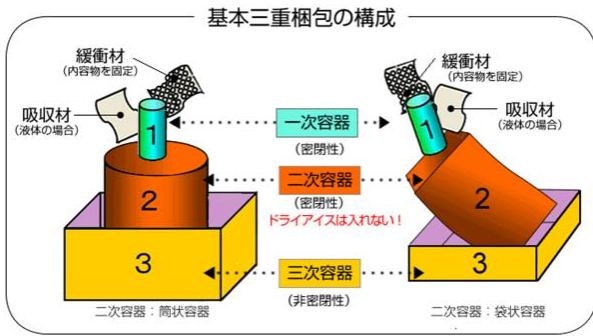 基本三重梱包の構成
緩衝材
(内容物を固定)
吸収材
(液体の場合)
1
2
3
二次容器：筒状容器
一次容器
(密閉性)
二次容器
(密閉性)
ドライアイスは入れない！
三次容器
(非密閉性)
緩衝材
(内容物を固定)
吸収材
(液体の場合)
1
2
3
二次容器：袋状容器